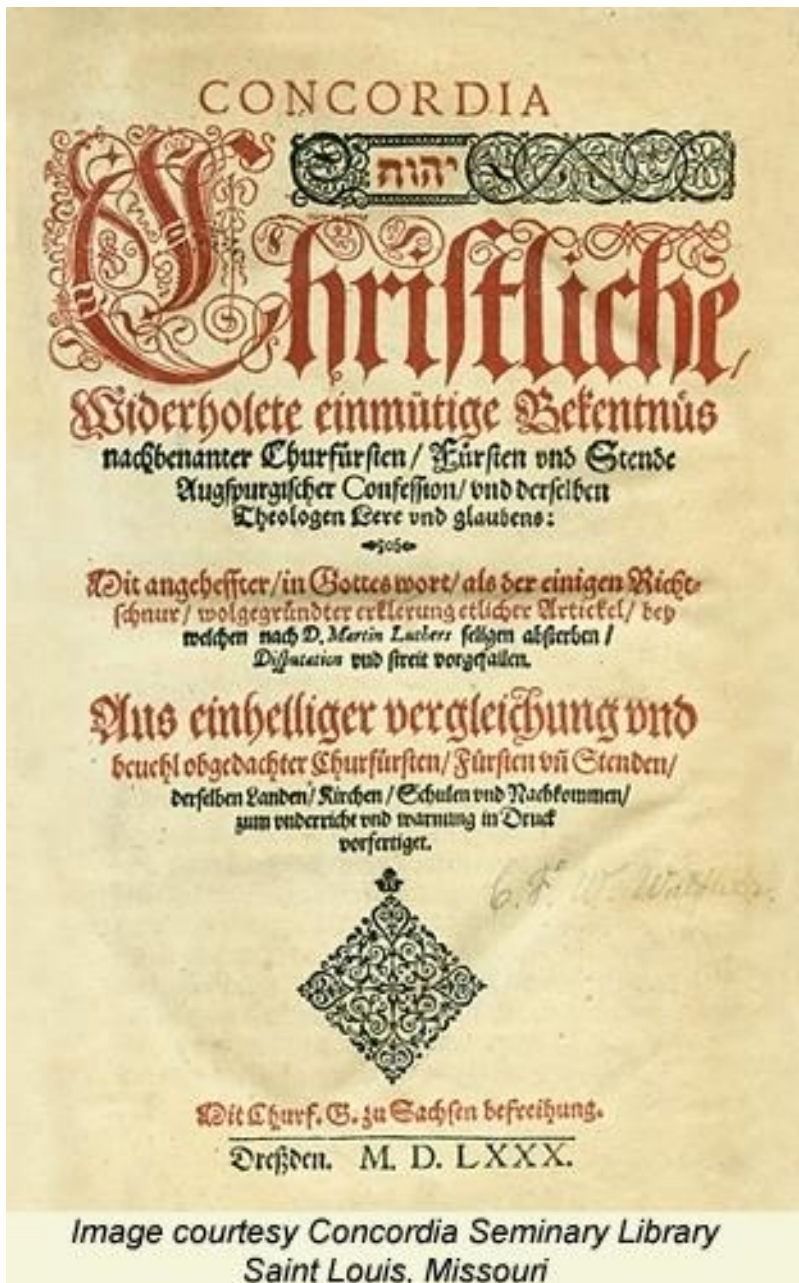 CONCORDIA
יהוה
Christliche,
Widerholete einmütige Bekentnüs
nachbenanter Churfürsten / Fürsten vnd Stende
Augspurgischer Confession / vnd derselben
Theologen Lere vnd glaubens:
Mit angeheffter / in Gottes wort / als der einigen Richt-
schnur / wolgegründter erklerung etlicher Artickel / bey
welchen nach D. Martin Luthers seligen absterben /
Disputation vnd streit vorgefallen.
Aus einhelliger vergleichung vnd
beuehl obgedachter Churfürsten / Fürsten vñ Stenden /
derselben Landen / Kirchen / Schulen vnd Nachkommen /
zum vnderricht vnd warnung in Druck
vorfertiget.
C. F. W. Walther.
Mit Churf. G. zu Sachsen befreihung.
Dreßden. M. D. LXXX.
Image courtesy Concordia Seminary Library
Saint Louis, Missouri